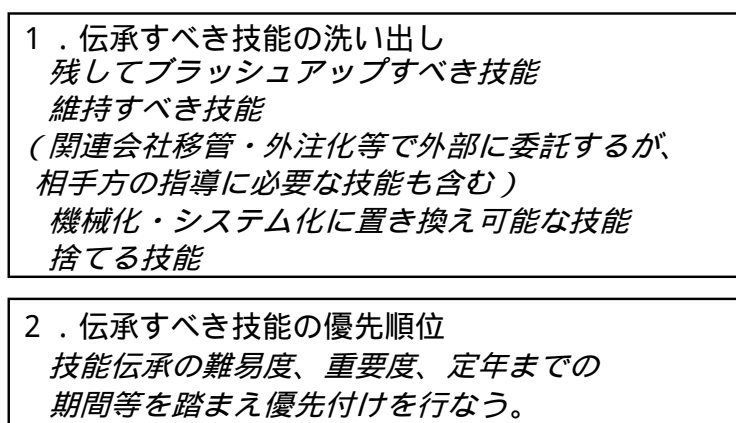 1．伝承すべき技能の洗い出し
残してブラッシュアップすべき技能
維持すべき技能
(関連会社移管・外注化等で外部に委託するが、
相手方の指導に必要な技能も含む)
機械化・システム化に置き換え可能な技能
捨てる技能
2．伝承すべき技能の優先順位
技能伝承の難易度、重要度、定年までの
期間等を踏まえ優先付けを行なう。